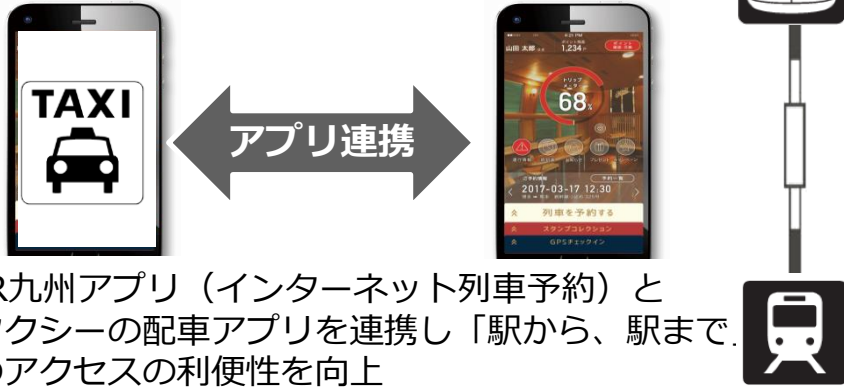 TAXI
アプリ連携
山田 太郎
1,234
68%
2017-03-17 12:30
列車を予約する
スタンプコレクション
GPSチェックイン
R九州アプリ（インターネット列車予約）と
タクシーの配車アプリを連携し「駅から、駅まで」
のアクセスの利便性を向上